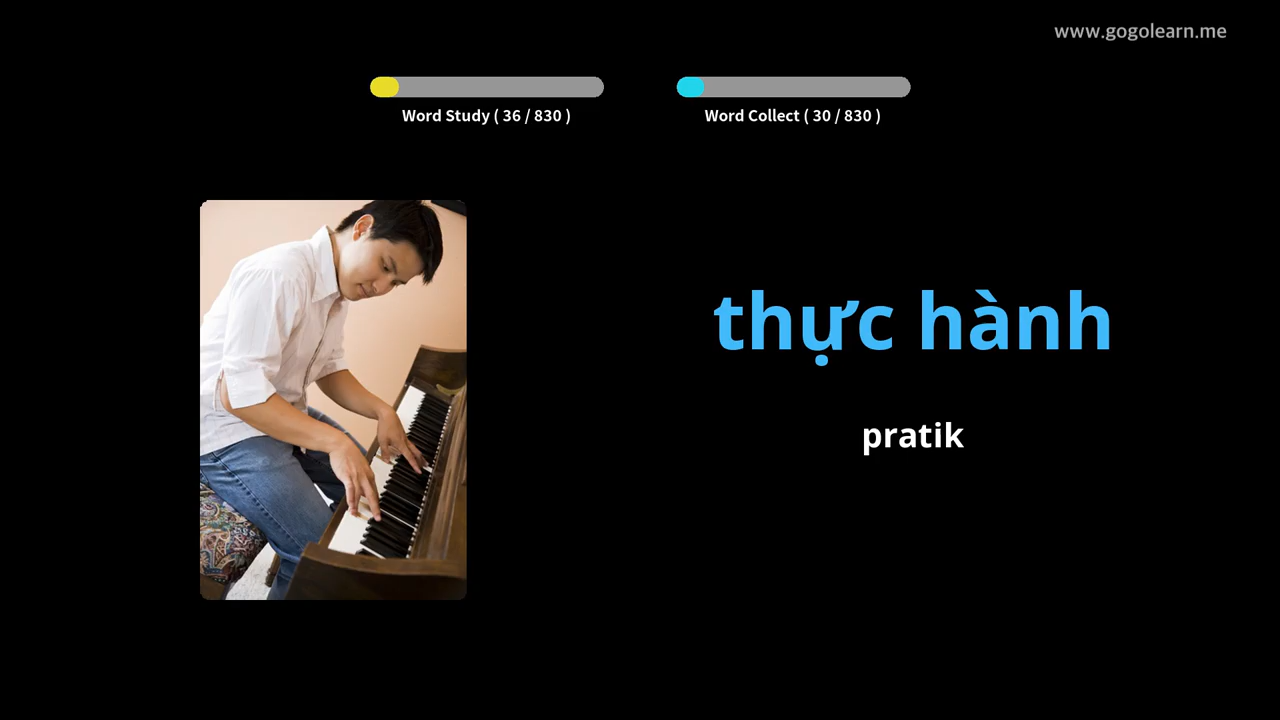 www.gogolearn.me
Word Study ( 36 / 830 )
Word Collect ( 30 / 830 )
thực hành
pratik